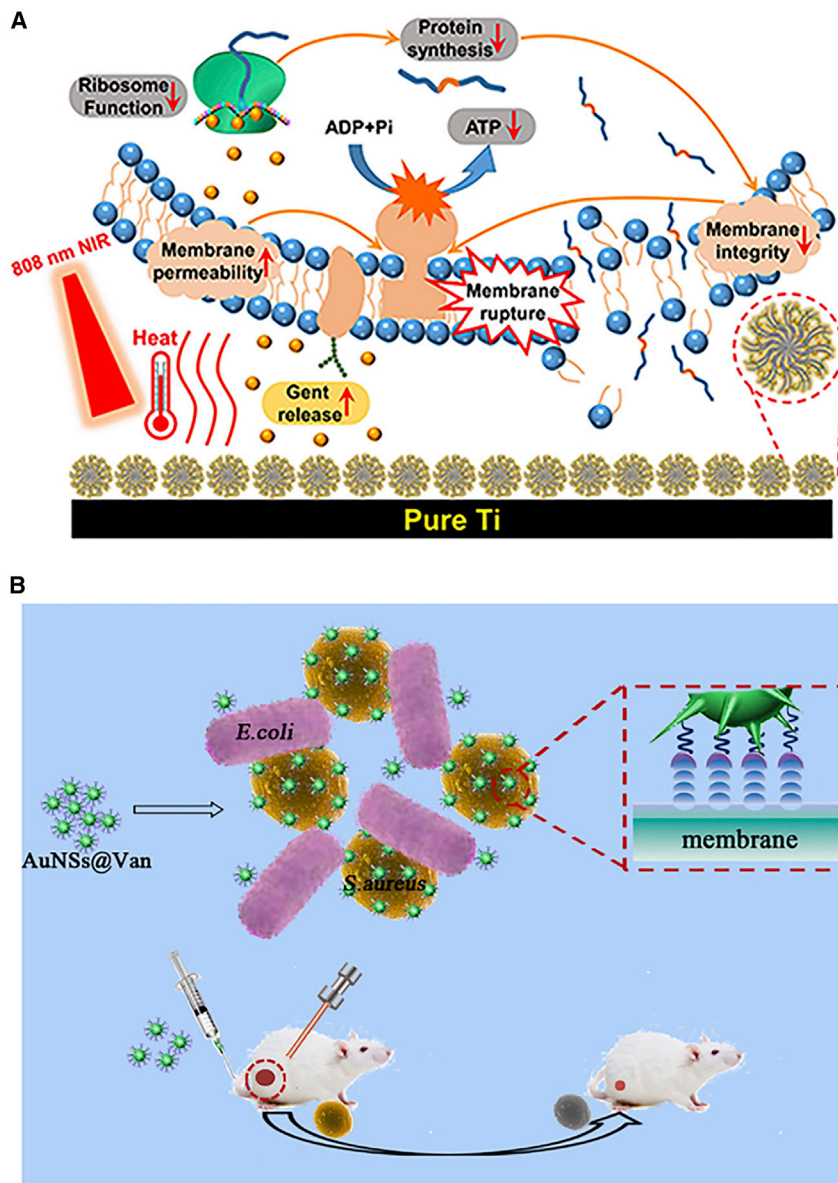 A
Protein
synthesis
Ribosome
Function
ADP+Pi
ATP
808 nm NIR
Membrane
permeability
Membrane
integrity
Membrane
rupture
Heat
Gent
release
Pure Ti
B
E.coli
AuNSs@Van
S.aureus
membrane